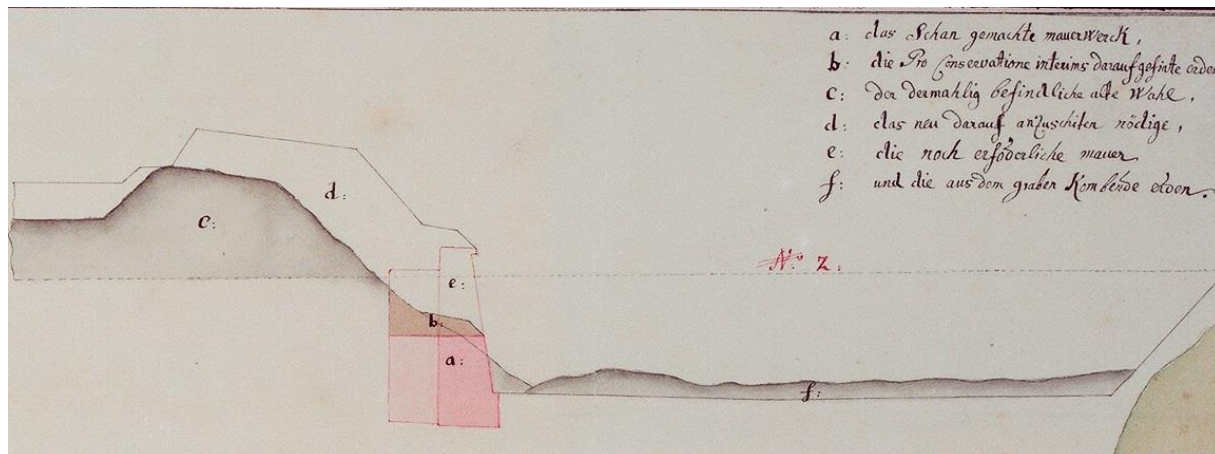 a: das Schan gemachte mauerwerck,
b: die Pro Conservatione interims darauf gefirte erden
c: der dermahlig befindliche alte Wahl,
d: das neu darauf anzuschiten nödige,
e: die noch erfoderliche mauer
f: und die aus dem graben Kombende erden.
d:
c:
No 2.
e:
b:
a:
f: